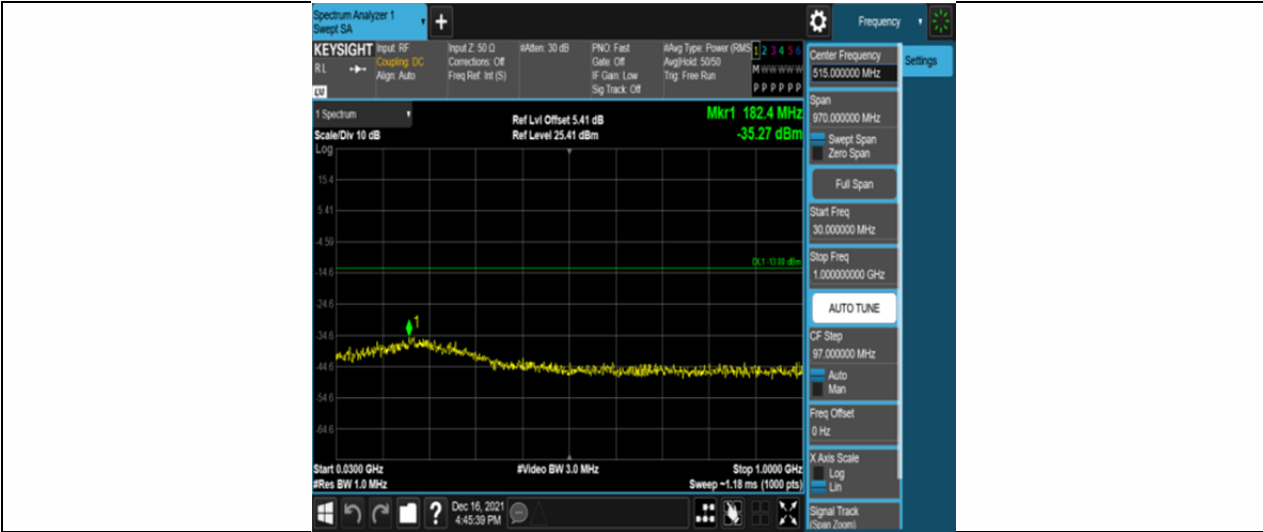 Spectrum Analyzer 1
Swept SA
Frequency
KEYSIGHT
RL
LV
Input: RF
Coupling: DC
Align: Auto
Input Z: 50 Ω
Corrections: Off
Freq Ref: Int (S)
#Atten: 30 dB
PNO: Fast
Gate: Off
IF Gain: Low
Sig Track: Off
#Avg Type: Power (RMS
Avg|Hold: 50/50
Trig: Free Run
1 2 3 4 5 6
M W W W W W
P P P P P P
1 Spectrum
Scale/Div 10 dB
Ref Lvl Offset 5.41 dB
Ref Level 25.41 dBm
Mkr1 182.4 MHz
-35.27 dBm
Log
15.4
5.41
-4.59
-14.6
-24.6
-34.6
-44.6
-54.6
-64.6
DL1 -13.00 dBm
1
Start 0.0300 GHz
#Res BW 1.0 MHz
#Video BW 3.0 MHz
Stop 1.0000 GHz
Sweep ~1.18 ms (1000 pts)
Dec 16, 2021
4:45:39 PM
Center Frequency
515.000000 MHz
Settings
Span
970.000000 MHz
Swept Span
Zero Span
Full Span
Start Freq
30.000000 MHz
Stop Freq
1.000000000 GHz
AUTO TUNE
CF Step
97.000000 MHz
Auto
Man
Freq Offset
0 Hz
X Axis Scale
Log
Lin
Signal Track
(Span Zoom)